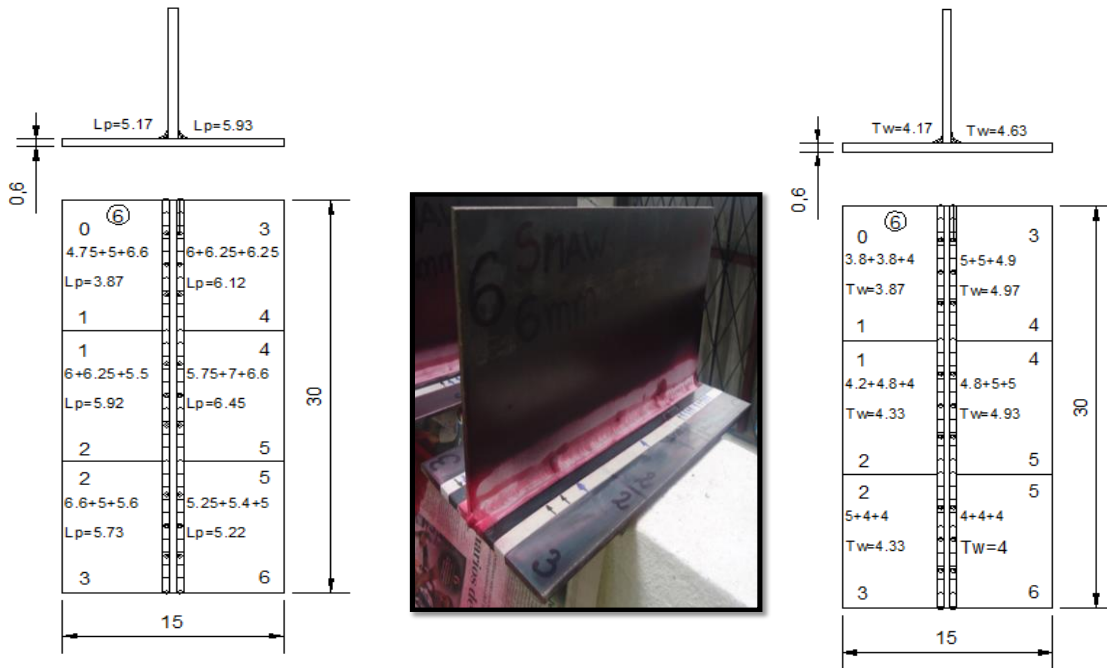 Lp=5.17 Lp=5.93
0,6
6
0 3
4.75+5+6.6 6+6.25+6.25
Lp=3.87 Lp=6.12
1 4
1 4
6+6.25+5.5 5.75+7+6.6
Lp=5.92 Lp=6.45
2 5
2 5
6.6+5+5.6 5.25+5.4+5
Lp=5.73 Lp=5.22
3 6
30
15
6 SMAW
6mm
3
3
Tw=4.17 Tw=4.63
0,6
6
0 3
3.8+3.8+4 5+5+4.9
Tw=3.87 Tw=4.97
1 4
1 4
4.2+4.8+4 4.8+5+5
Tw=4.33 Tw=4.93
2 5
2 5
5+4+4 4+4+4
Tw=4.33 Tw=4
3 6
30
15